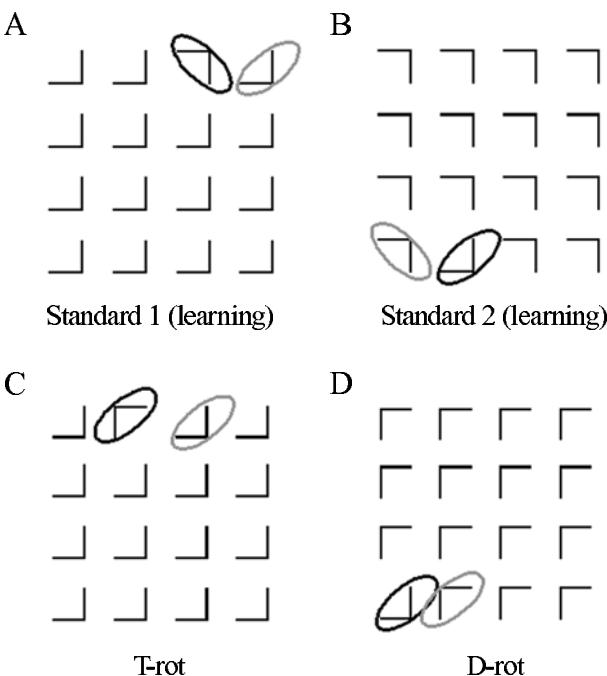 A
B
Standard 1 (learning)
Standard 2 (learning)
C
D
T-rot
D-rot